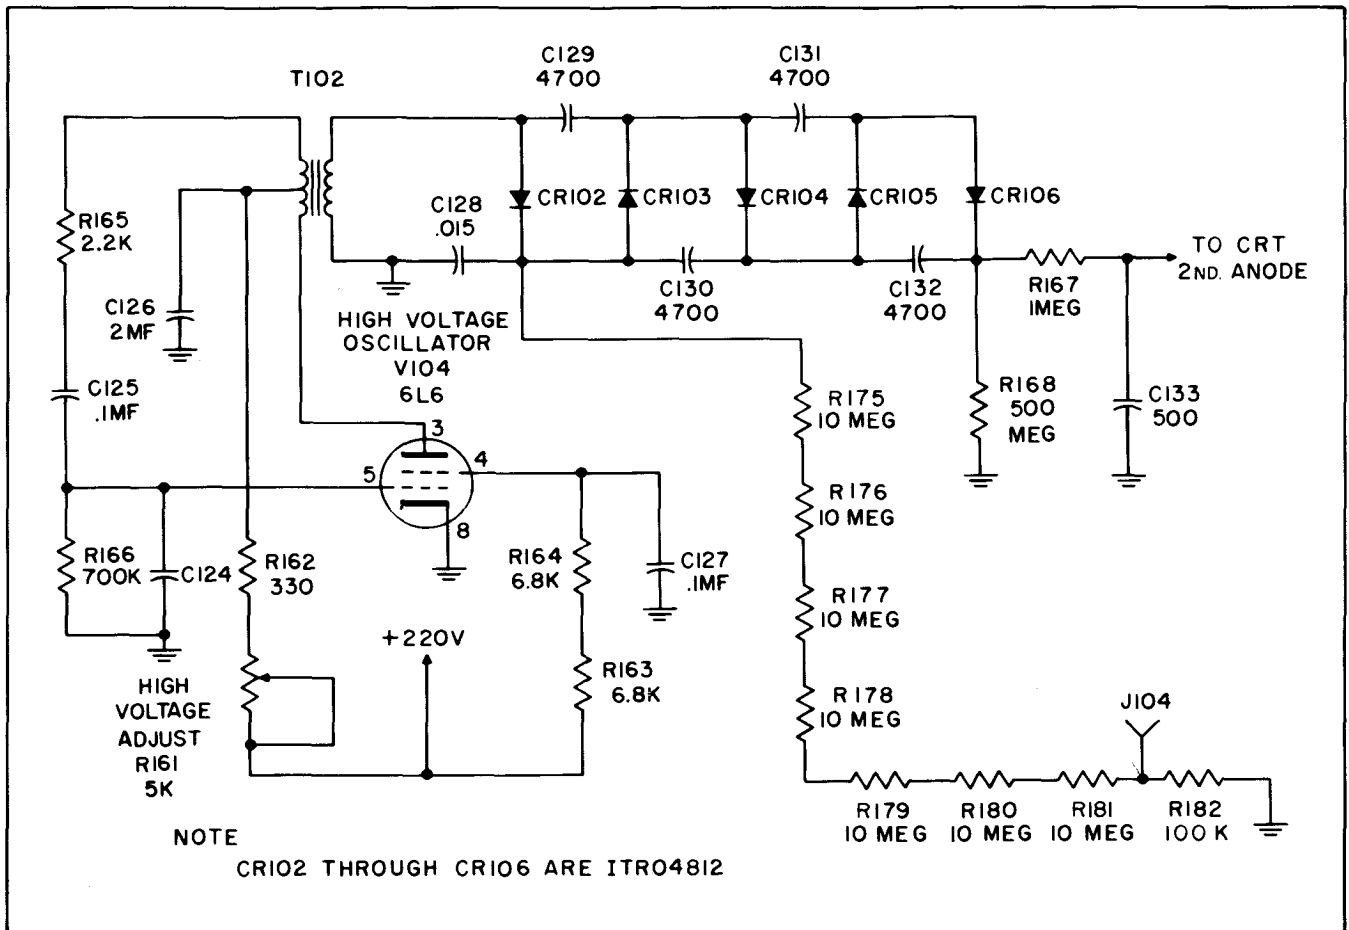 T102
C129
4700
C131
4700
CR102
CR103
CR104
CR105
CR106
R165
2.2K
C128
.015
C126
2MF
C130
4700
C132
4700
R167
1MEG
TO CRT
2ND. ANODE
HIGH VOLTAGE
OSCILLATOR
V104
6L6
C125
.1MF
R175
10 MEG
R168
500
MEG
C133
500
3
4
5
8
R176
10 MEG
R166
700K
C124
R162
330
R164
6.8K
C127
.1MF
R177
10 MEG
+220V
R163
6.8K
HIGH
VOLTAGE
ADJUST
R161
5K
R178
10 MEG
J104
R179
10 MEG
R180
10 MEG
R181
10 MEG
R182
100 K
NOTE
CR102 THROUGH CR106 ARE ITR04812